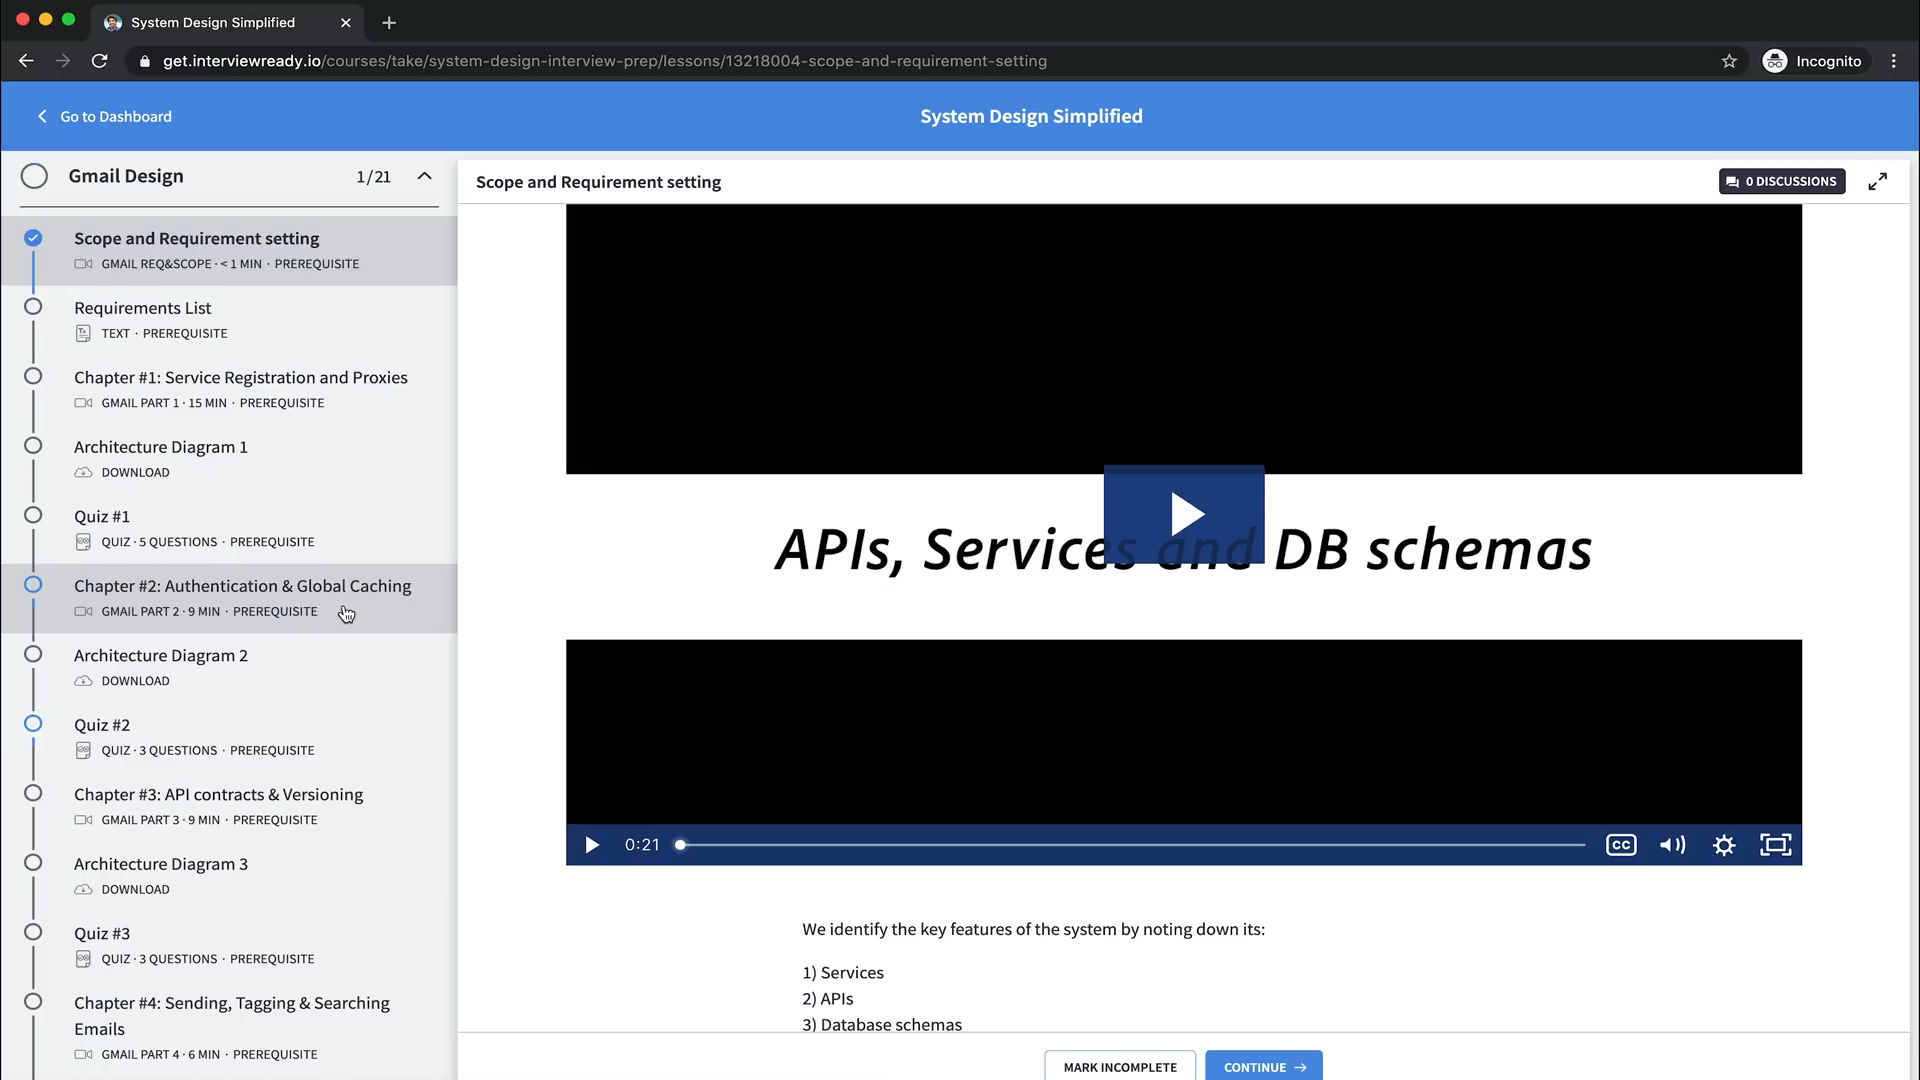 System Design Simplified
get.interviewready.io/courses/take/system-design-interview-prep/lessons/13218004-scope-and-requirement-setting
Incognito
Go to Dashboard
System Design Simplified
Gmail Design
1/21
Scope and Requirement setting
GMAIL REQ&SCOPE · < 1 MIN · PREREQUISITE
Requirements List
TEXT · PREREQUISITE
Chapter #1: Service Registration and Proxies
GMAIL PART 1 · 15 MIN · PREREQUISITE
Architecture Diagram 1
DOWNLOAD
Quiz #1
QUIZ · 5 QUESTIONS · PREREQUISITE
Chapter #2: Authentication & Global Caching
GMAIL PART 2 · 9 MIN · PREREQUISITE
Architecture Diagram 2
DOWNLOAD
Quiz #2
QUIZ · 3 QUESTIONS · PREREQUISITE
Chapter #3: API contracts & Versioning
GMAIL PART 3 · 9 MIN · PREREQUISITE
Architecture Diagram 3
DOWNLOAD
Quiz #3
QUIZ · 3 QUESTIONS · PREREQUISITE
Chapter #4: Sending, Tagging & Searching
Emails
GMAIL PART 4 · 6 MIN · PREREQUISITE
Scope and Requirement setting
0 DISCUSSIONS
APIs, Services and DB schemas
0:21
CC
We identify the key features of the system by noting down its:
1) Services
2) APIs
3) Database schemas
MARK INCOMPLETE
CONTINUE →